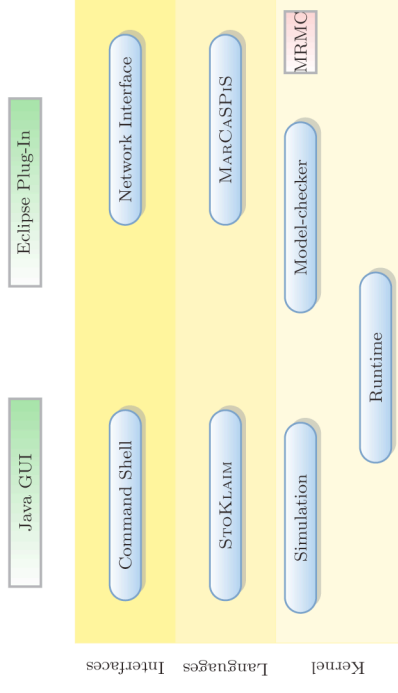 Java GUI
Eclipse Plug-In
Interfaces
Command Shell
Network Interface
Languages
STOKLAIM
MARCASPIS
Kernel
Simulation
Model-checker
MRMC
Runtime